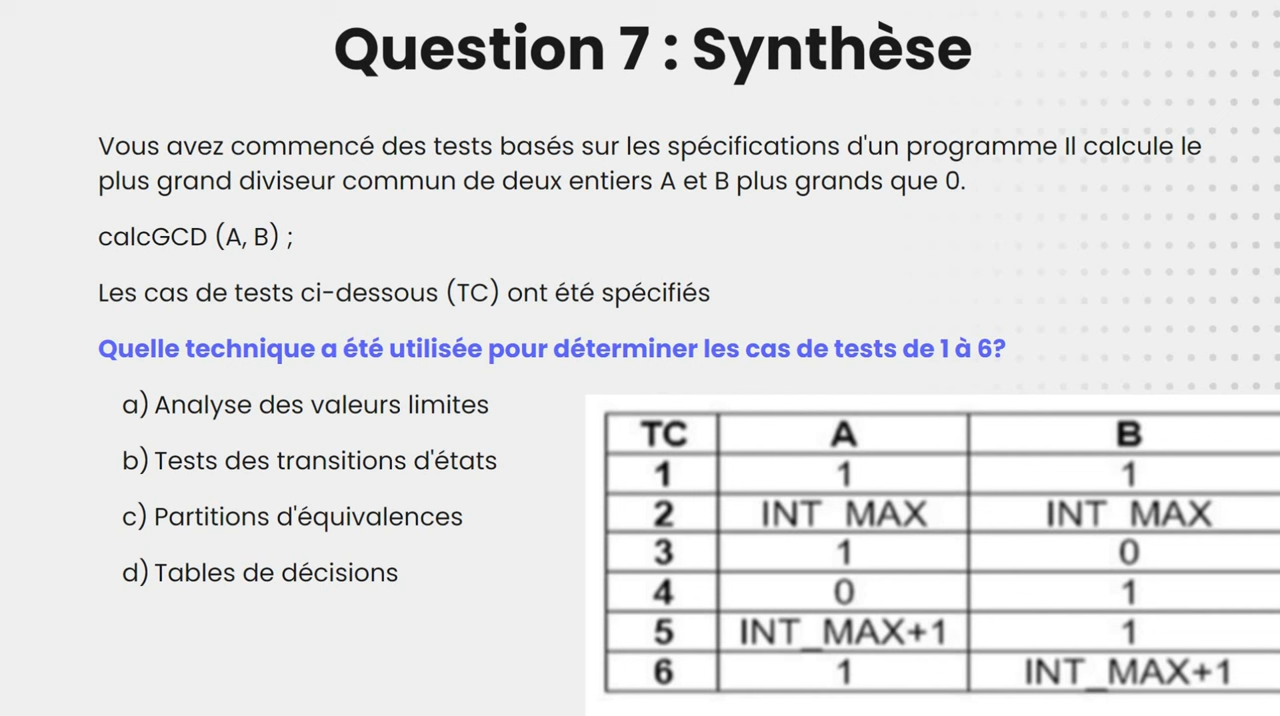 Question 7 : Synthèse
Vous avez commencé des tests basés sur les spécifications d'un programme Il calcule le
plus grand diviseur commun de deux entiers A et B plus grands que 0.
calcGCD (A, B) ;
Les cas de tests ci-dessous (TC) ont été spécifiés
Quelle technique a été utilisée pour déterminer les cas de tests de 1 à 6?
a) Analyse des valeurs limites
b) Tests des transitions d'états
c) Partitions d'équivalences
d) Tables de décisions
TC A B
1 1 1
2 INT_MAX INT_MAX
3 1 0
4 0 1
5 INT_MAX+1 1
6 1 INT_MAX+1